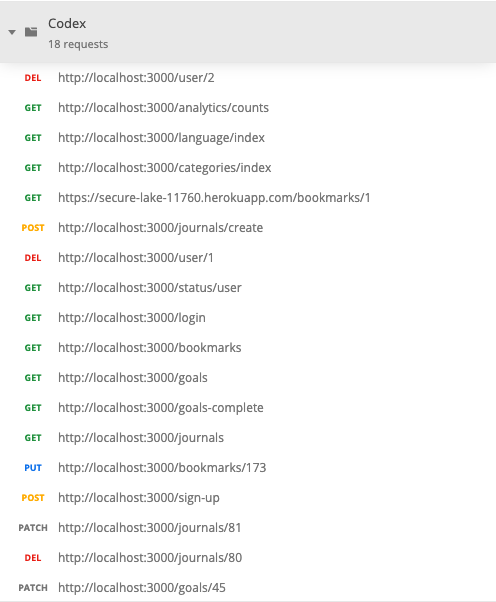 Codex
18 requests
DEL http://localhost:3000/user/2
GET http://localhost:3000/analytics/counts
GET http://localhost:3000/language/index
GET http://localhost:3000/categories/index
GET https://secure-lake-11760.herokuapp.com/bookmarks/1
POST http://localhost:3000/journals/create
DEL http://localhost:3000/user/1
GET http://localhost:3000/status/user
GET http://localhost:3000/login
GET http://localhost:3000/bookmarks
GET http://localhost:3000/goals
GET http://localhost:3000/goals-complete
GET http://localhost:3000/journals
PUT http://localhost:3000/bookmarks/173
POST http://localhost:3000/sign-up
PATCH http://localhost:3000/journals/81
DEL http://localhost:3000/journals/80
PATCH http://localhost:3000/goals/45